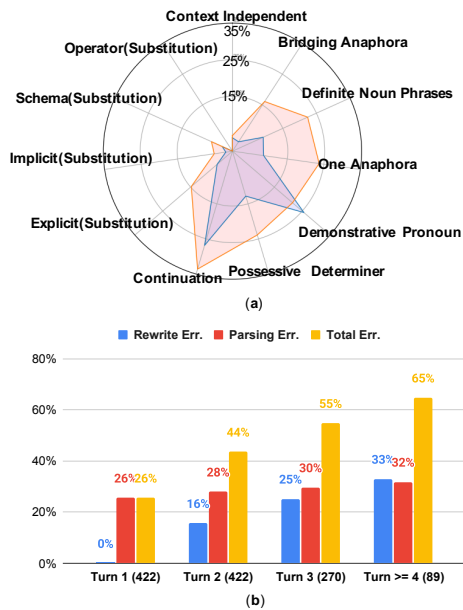 Context Independent
35%
Operator(Substitution)
Bridging Anaphora
25%
Schema(Substitution)
Definite Noun Phrases
15%
Implicit(Substitution)
One Anaphora
Explicit(Substitution)
Demonstrative Pronoun
Continuation
Possessive Determiner
(a)
Rewrite Err. Parsing Err. Total Err.
80%
65%
60%
55%
44%
40%
33% 32%
26% 26% 28% 25% 30%
20%
16%
0%
0%
Turn 1 (422) Turn 2 (422) Turn 3 (270) Turn >= 4 (89)
(b)